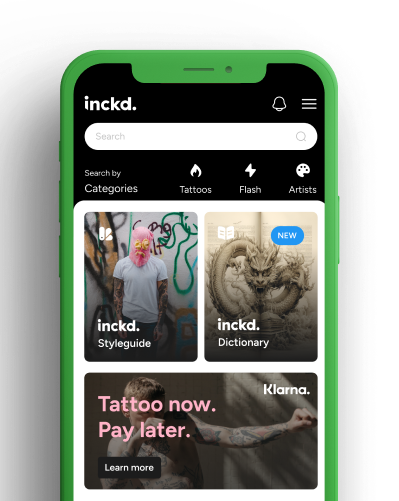 inckd.
Search
Search by
Categories
Tattoos
Flash
Artists
inckd.
Styleguide
NEW
inckd.
Dictionary
Klarna.
Tattoo now.
Pay later.
Learn more